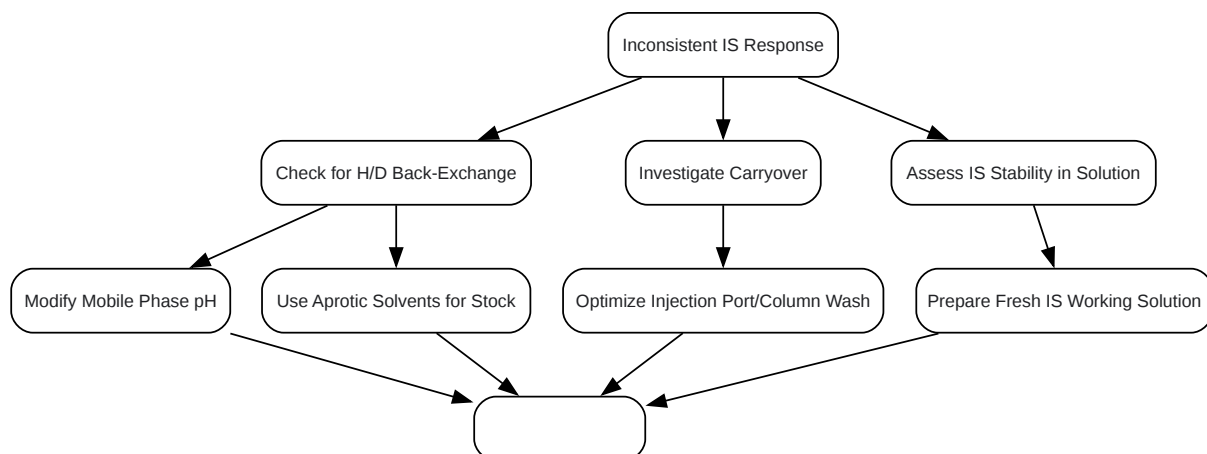 Inconsistent IS Response
Check for H/D Back-Exchange
Investigate Carryover
Assess IS Stability in Solution
Modify Mobile Phase pH
Use Aprotic Solvents for Stock
Optimize Injection Port/Column Wash
Prepare Fresh IS Working Solution